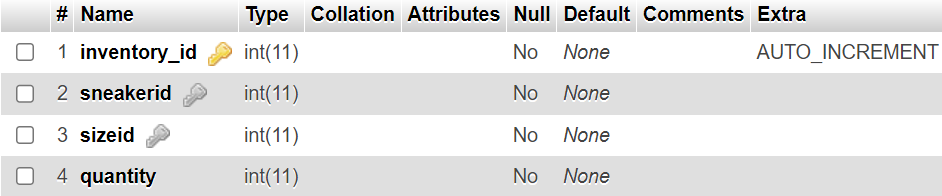 # Name Type Collation Attributes Null Default Comments Extra
1 inventory_id int(11) No None AUTO_INCREMENT
2 sneakerid int(11) No None
3 sizeid int(11) No None
4 quantity int(11) No None